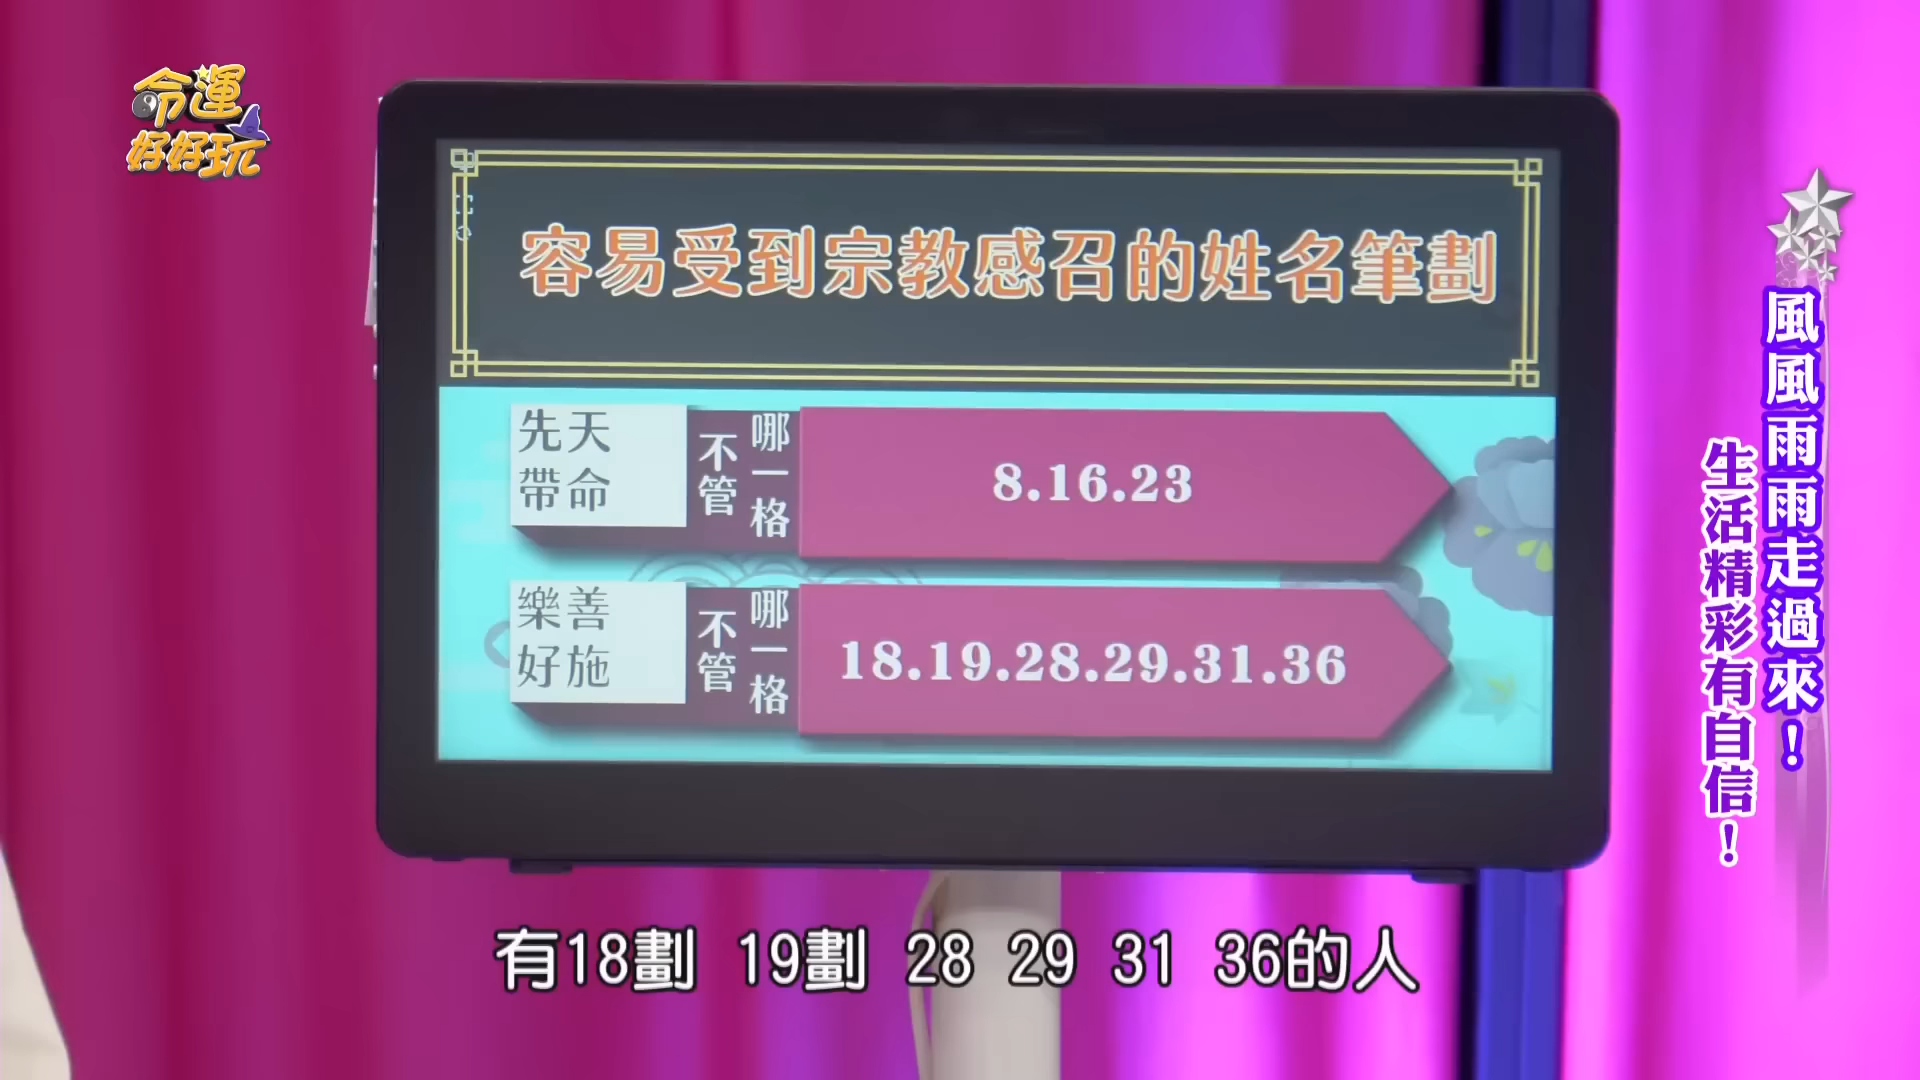 命運
好好玩
容易受到宗教感召的姓名筆劃
先天
帶命
不管
哪一格
8.16.23
樂善
好施
不管
哪一格
18.19.28.29.31.36
風風雨雨走過來！
生活精彩有自信！
有18劃 19劃 28 29 31 36的人